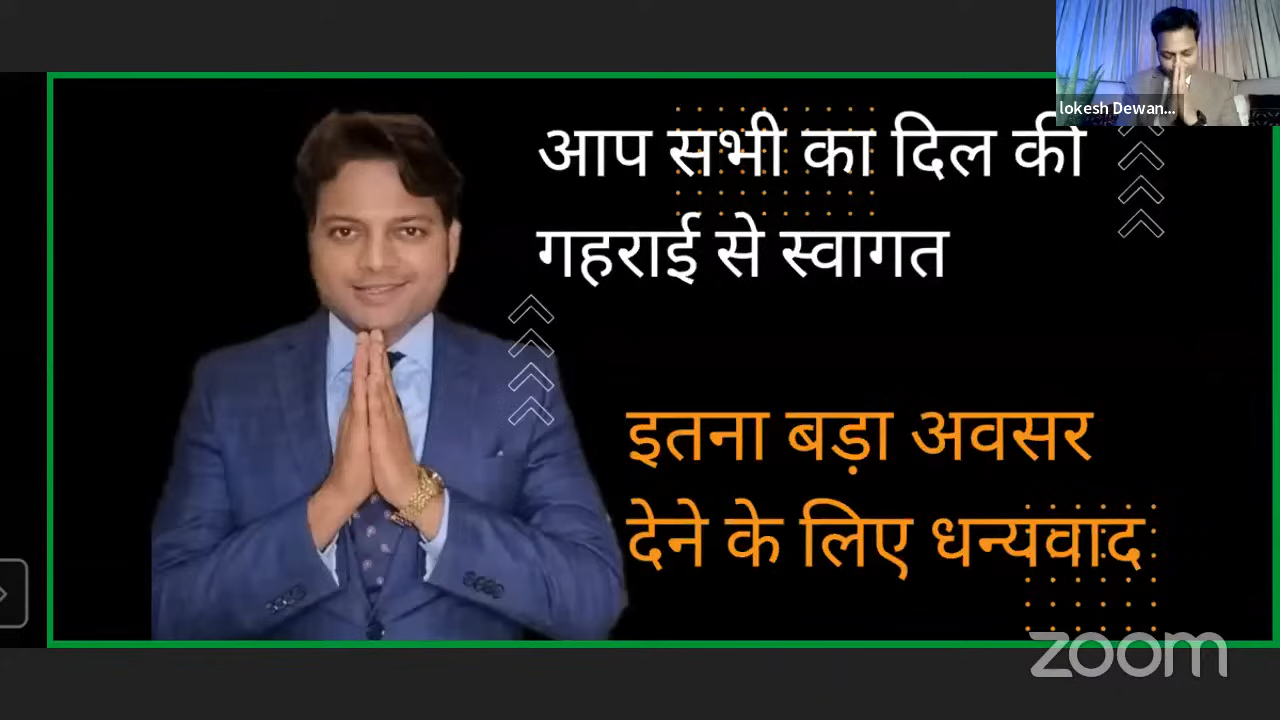 lokesh Dewan...
आप सभी का दिल की
गहराई से स्वागत
इतना बड़ा अवसर
देने के लिए धन्यवाद
zoom